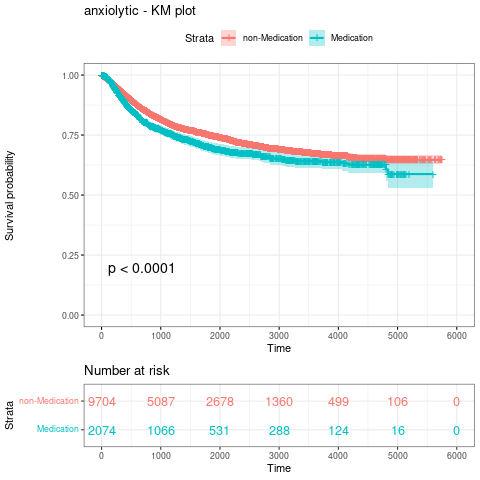 anxiolytic - KM plot
Strata non-Medication Medication
Survival probability
1.00
0.75
0.50
0.25
0.00
p < 0.0001
0 1000 2000 3000 4000 5000 6000
Time
Number at risk
Strata
non-Medication 9704 5087 2678 1360 499 106 0
Medication 2074 1066 531 288 124 16 0
0 1000 2000 3000 4000 5000 6000
Time